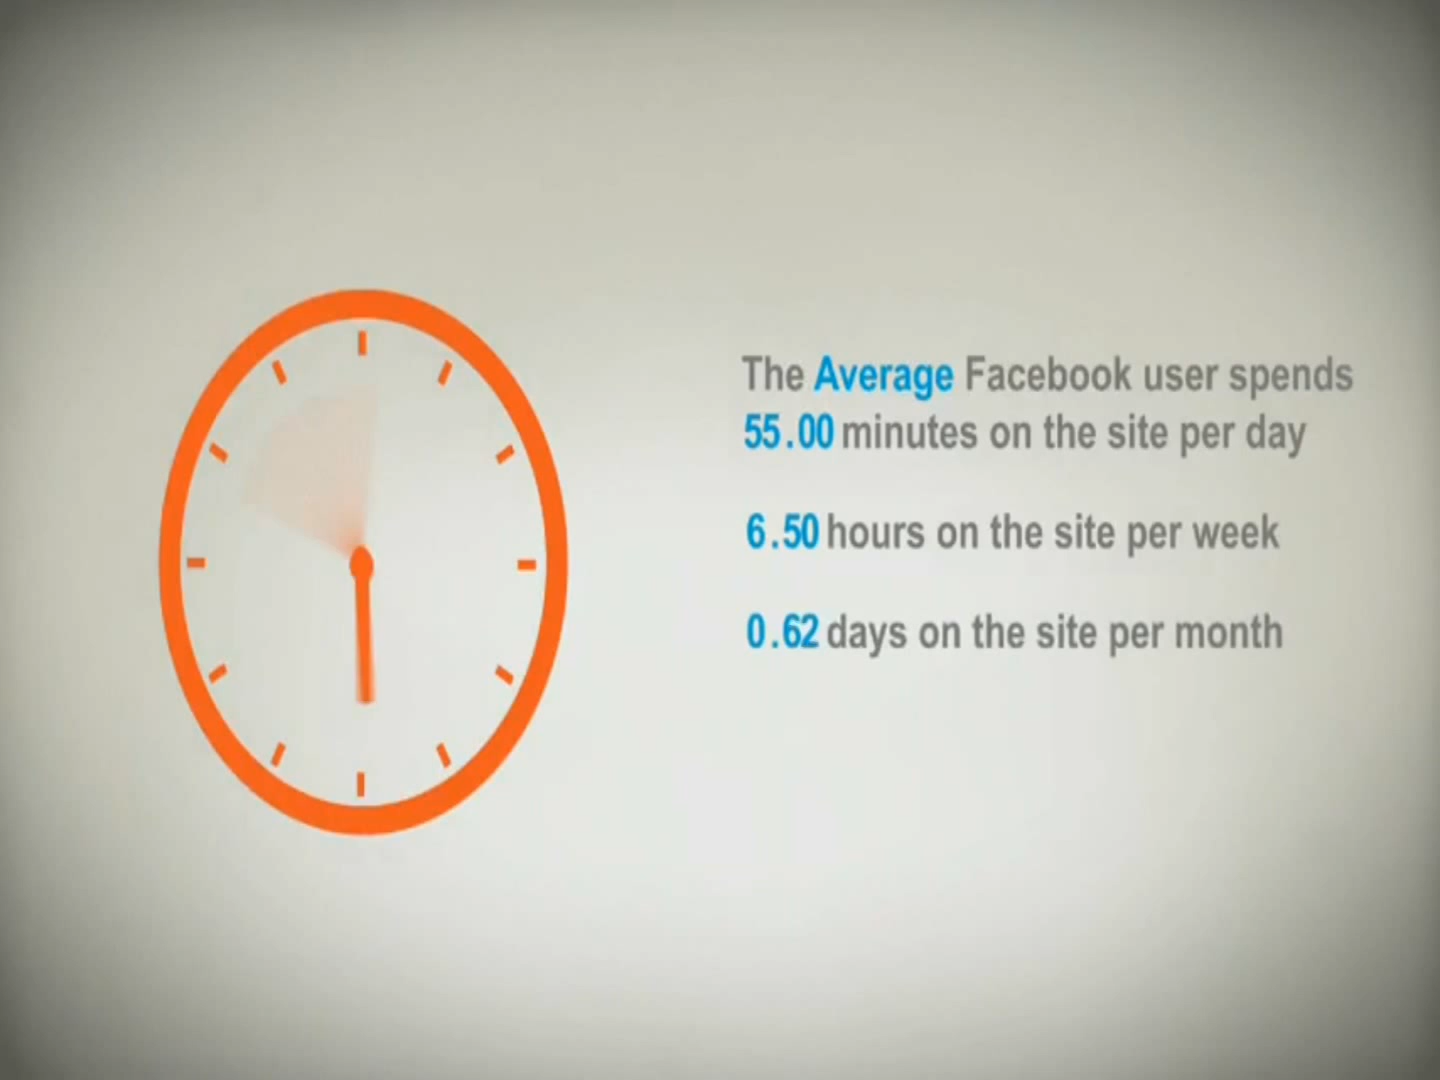 The Average Facebook user spends
55.00 minutes on the site per day
6.50 hours on the site per week
0.62 days on the site per month